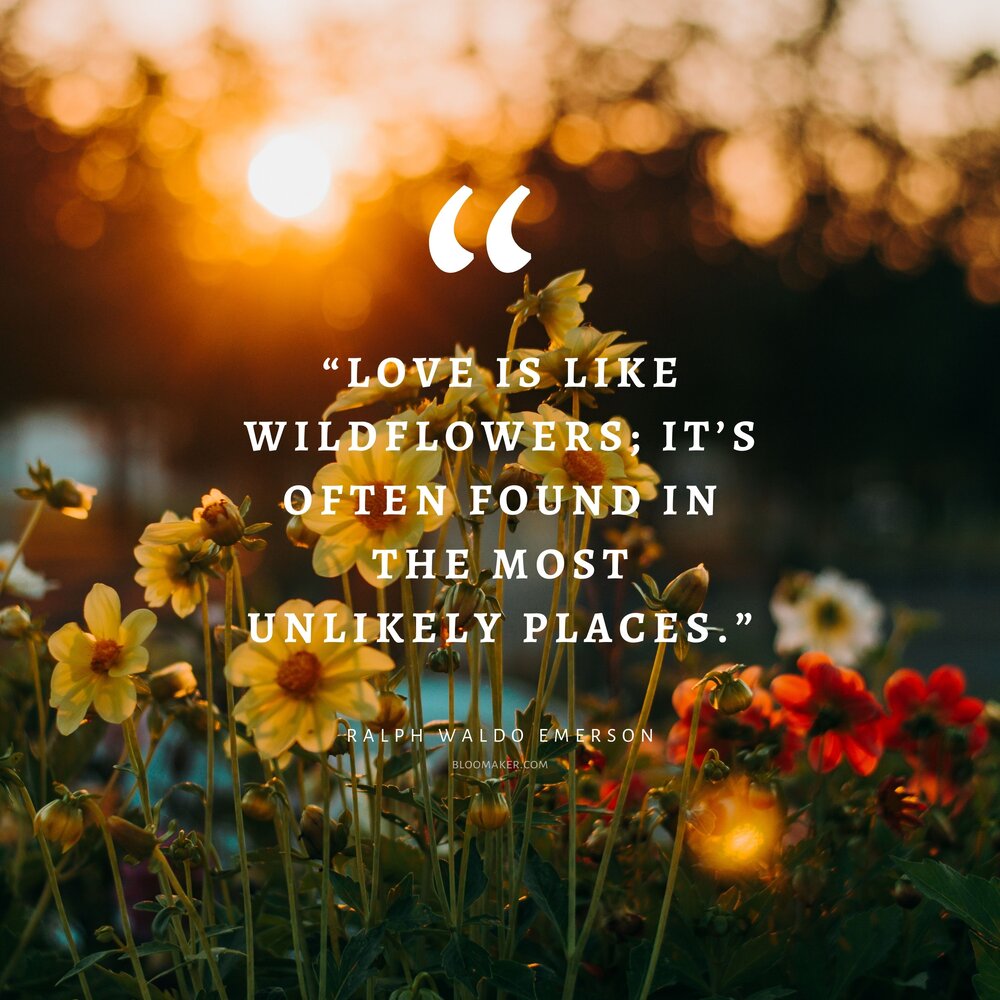 “
“LOVE IS LIKE
WILDFLOWERS; IT’S
OFTEN FOUND IN
THE MOST
UNLIKELY PLACES.”
-RALPH WALDO EMERSON
BLOOMAKER.COM